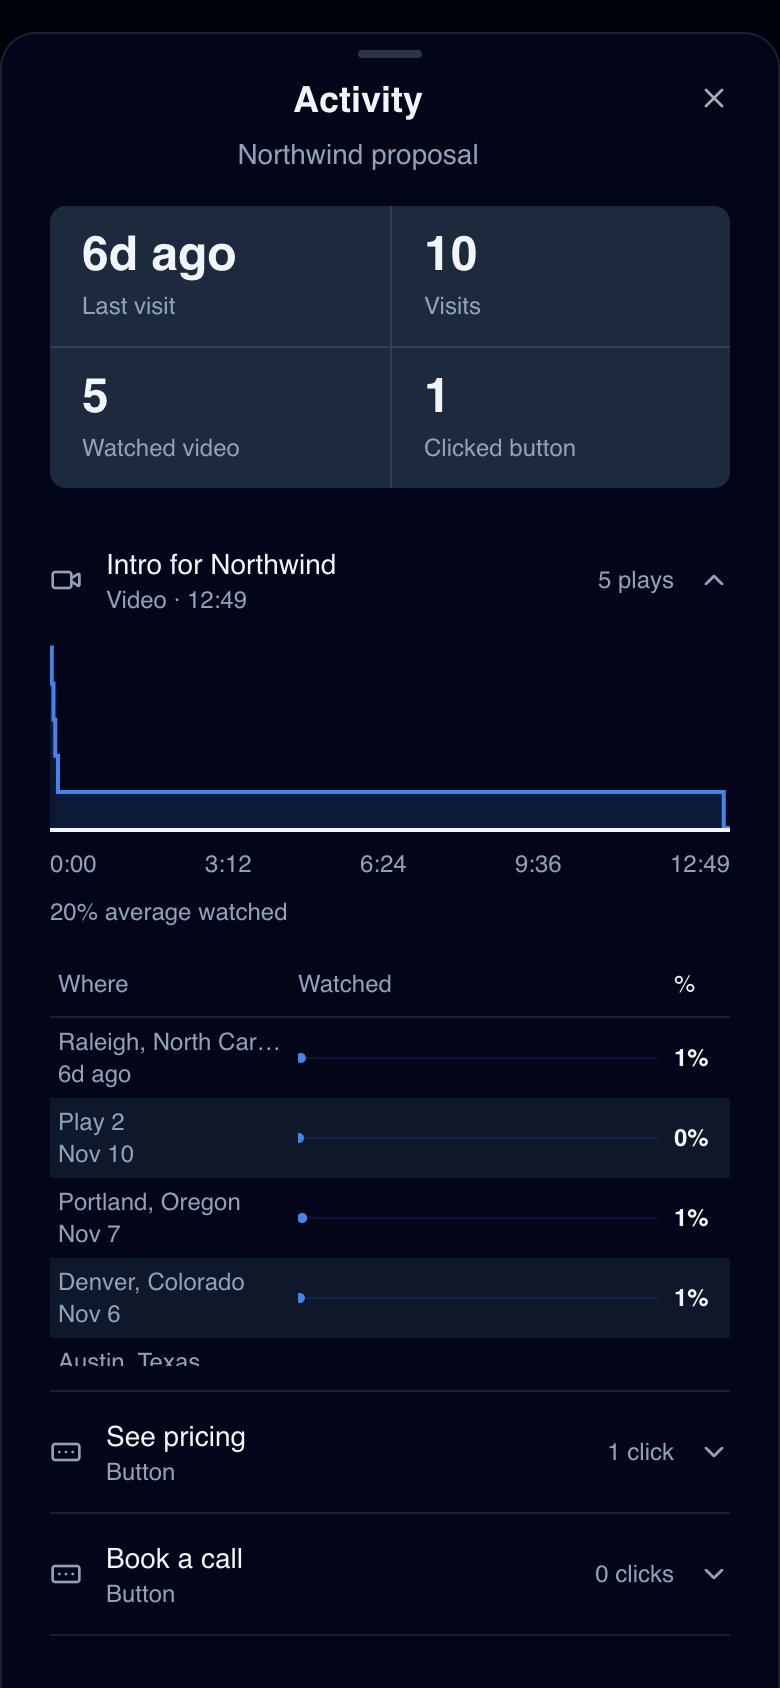 Activity
Northwind proposal
6d ago
Last visit
10
Visits
5
Watched video
1
Clicked button
Intro for Northwind
Video · 12:49
5 plays
0:00 3:12 6:24 9:36 12:49
20% average watched
Where Watched %
Raleigh, North Car…
6d ago
1%
Play 2
Nov 10
0%
Portland, Oregon
Nov 7
1%
Denver, Colorado
Nov 6
1%
Austin, Texas
See pricing
Button
1 click
Book a call
Button
0 clicks